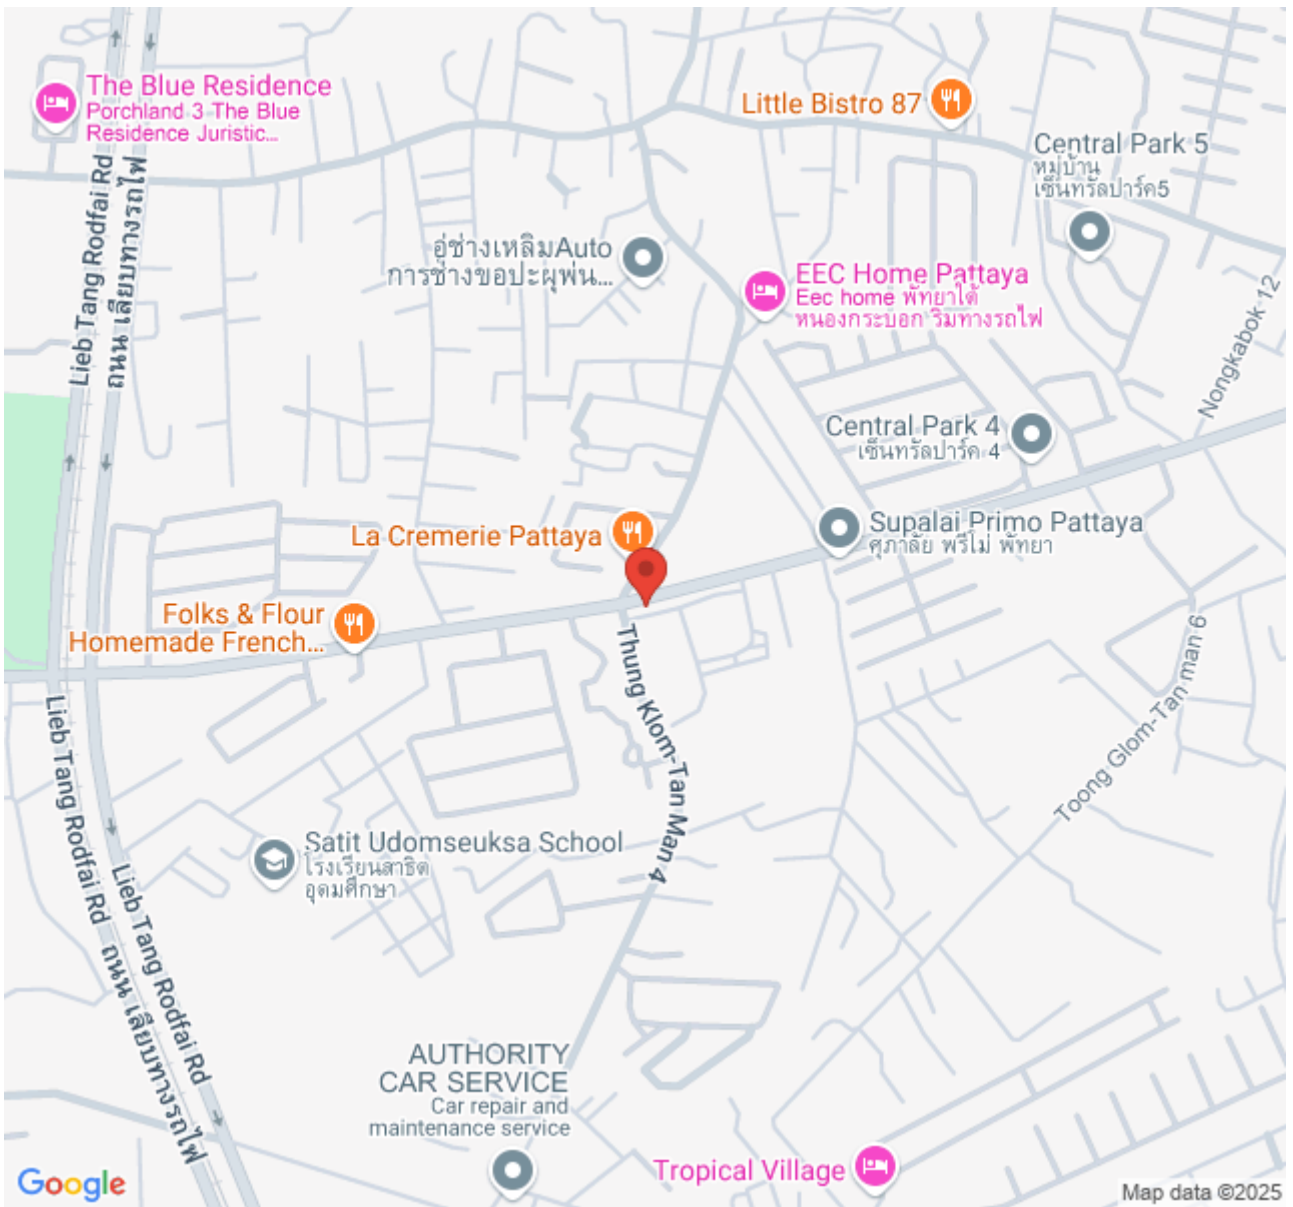 The Blue Residence
Porchland 3-The Blue
Residence Juristic...
Little Bistro 87
Central Park 5
หมู่บ้าน
เซ็นทรัลปาร์ค5
Lieb Tang Rodfai Rd
ถนน เลียบทางรถไฟ
อู่ช่างเหลิมAuto
การช่างขอปะผุพ่น...
EEC Home Pattaya
Eec home พัทยาใต้
หนองกระบอก ริมทางรถไฟ
Nongkabok 12
Central Park 4
เซ็นทรัลปาร์ค 4
La Cremerie Pattaya
Supalai Primo Pattaya
ศุภาลัย พรีโม่ พัทยา
Folks & Flour
Homemade French...
Thung Klom-Tan Man 4
Toong Glom-Tan man 6
Lieb Tang Rodfai Rd
ถนน เลียบทางรถไฟ
Lieb Tang Rodfai Rd
Satit Udomseuksa School
โรงเรียนสาธิต
อุดมศึกษา
Lieb Tang Rodfai Rd
AUTHORITY
CAR SERVICE
Car repair and
maintenance service
Tropical Village
Google
Map data ©2025